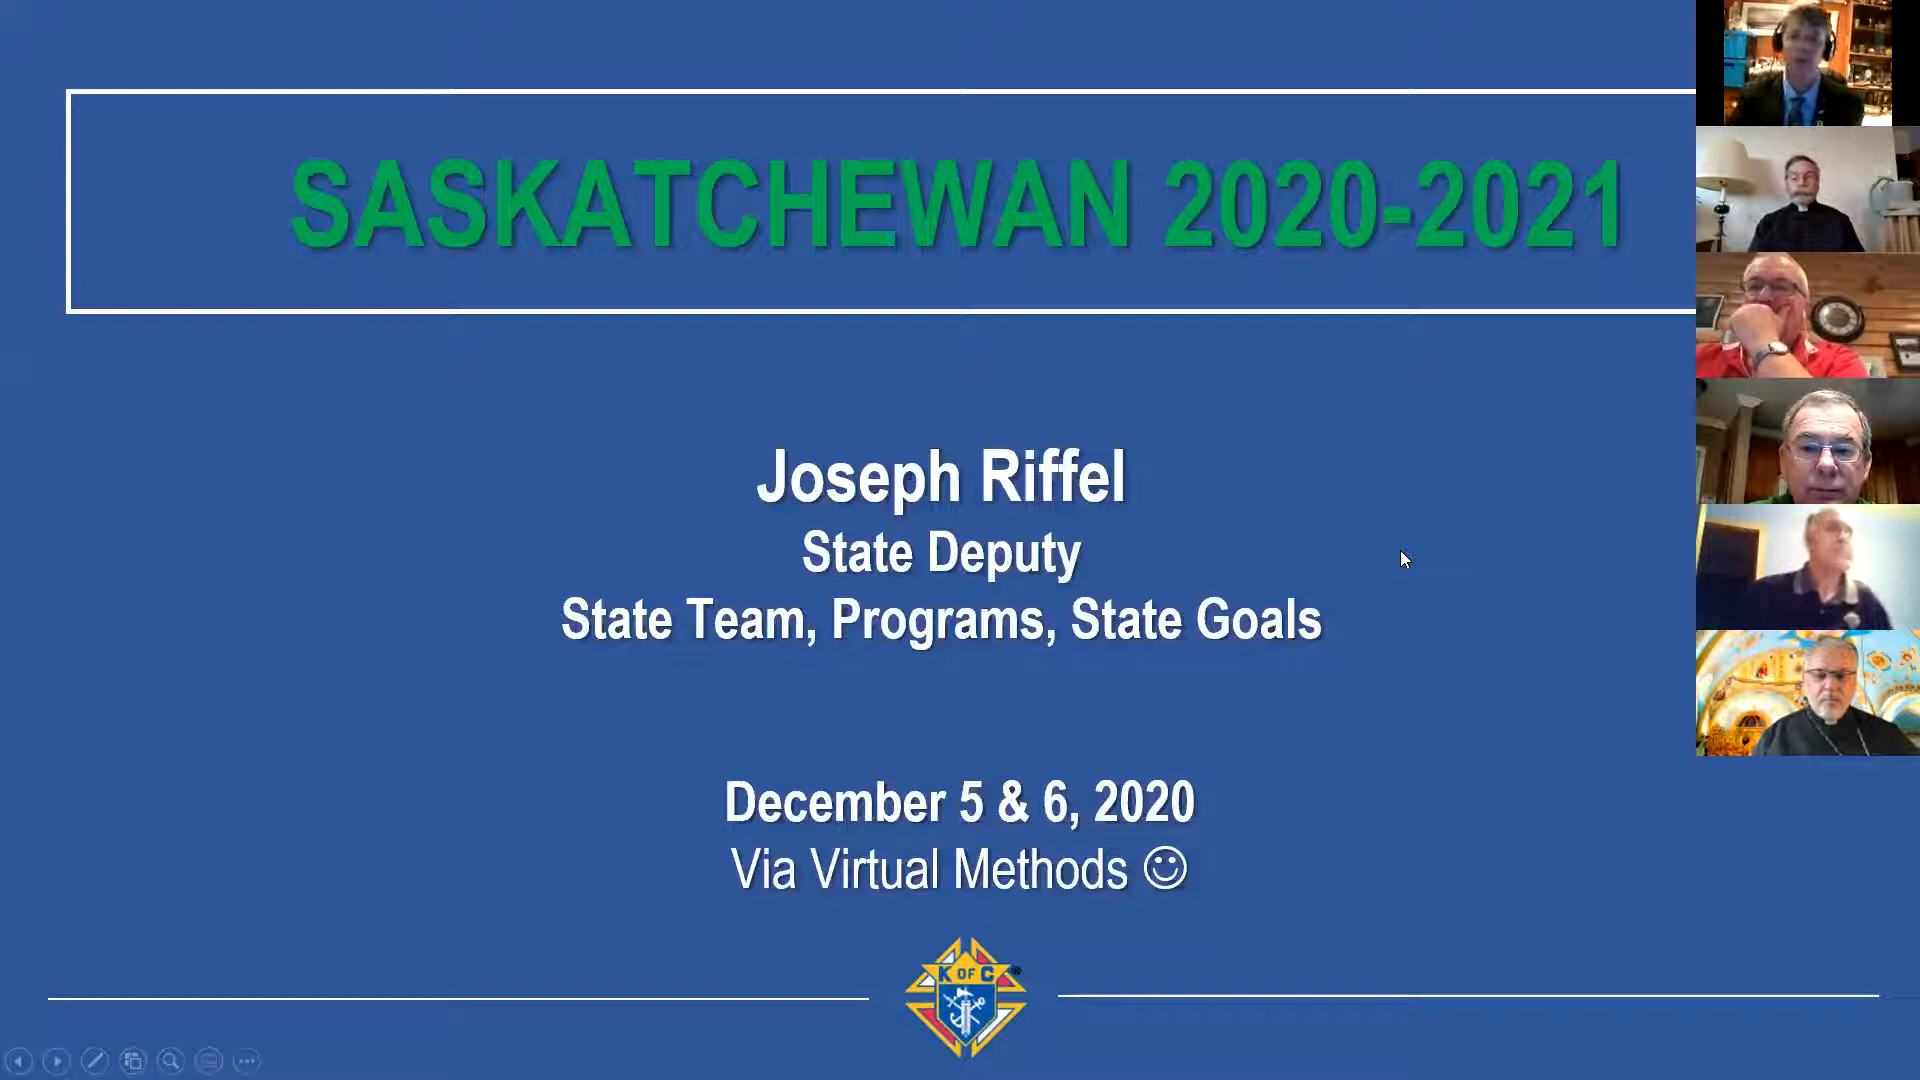 SASKATCHEWAN 2020-2021
Joseph Riffel
State Deputy
State Team, Programs, State Goals
December 5 & 6, 2020
Via Virtual Methods ☺
K OF C